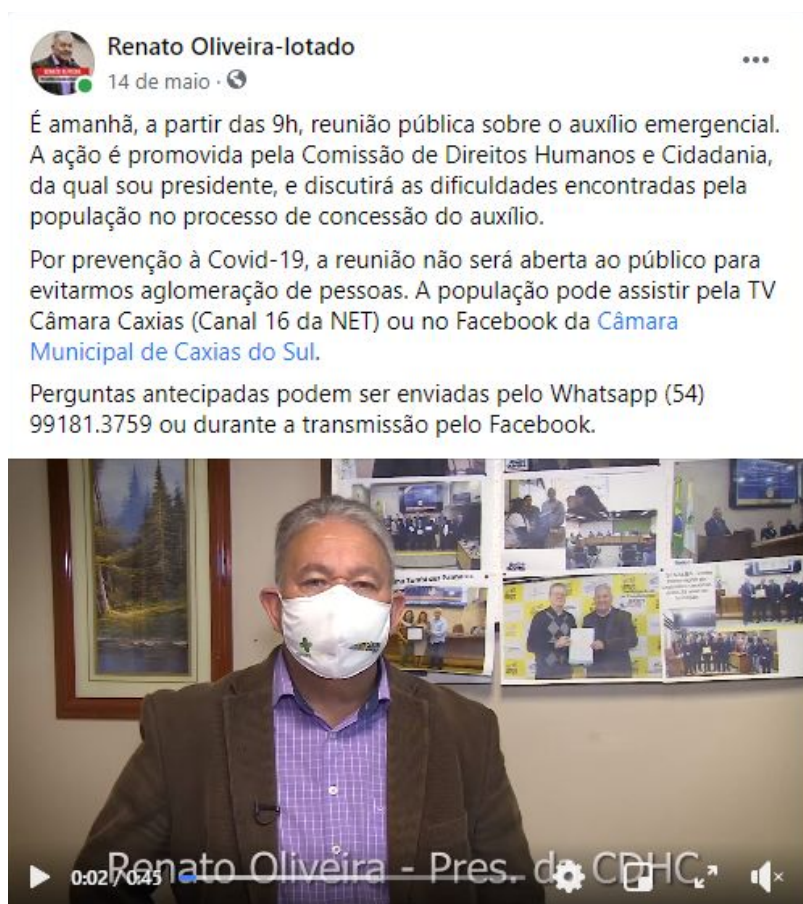 Renato Oliveira-lotado
14 de maio ·
É amanhã, a partir das 9h, reunião pública sobre o auxílio emergencial.
A ação é promovida pela Comissão de Direitos Humanos e Cidadania,
da qual sou presidente, e discutirá as dificuldades encontradas pela
população no processo de concessão do auxílio.
Por prevenção à Covid-19, a reunião não será aberta ao público para
evitarmos aglomeração de pessoas. A população pode assistir pela TV
Câmara Caxias (Canal 16 da NET) ou no Facebook da Câmara
Municipal de Caxias do Sul.
Perguntas antecipadas podem ser enviadas pelo Whatsapp (54)
99181.3759 ou durante a transmissão pelo Facebook.
Renato Oliveira - Pres. da CDHC
0:02 / 0:45